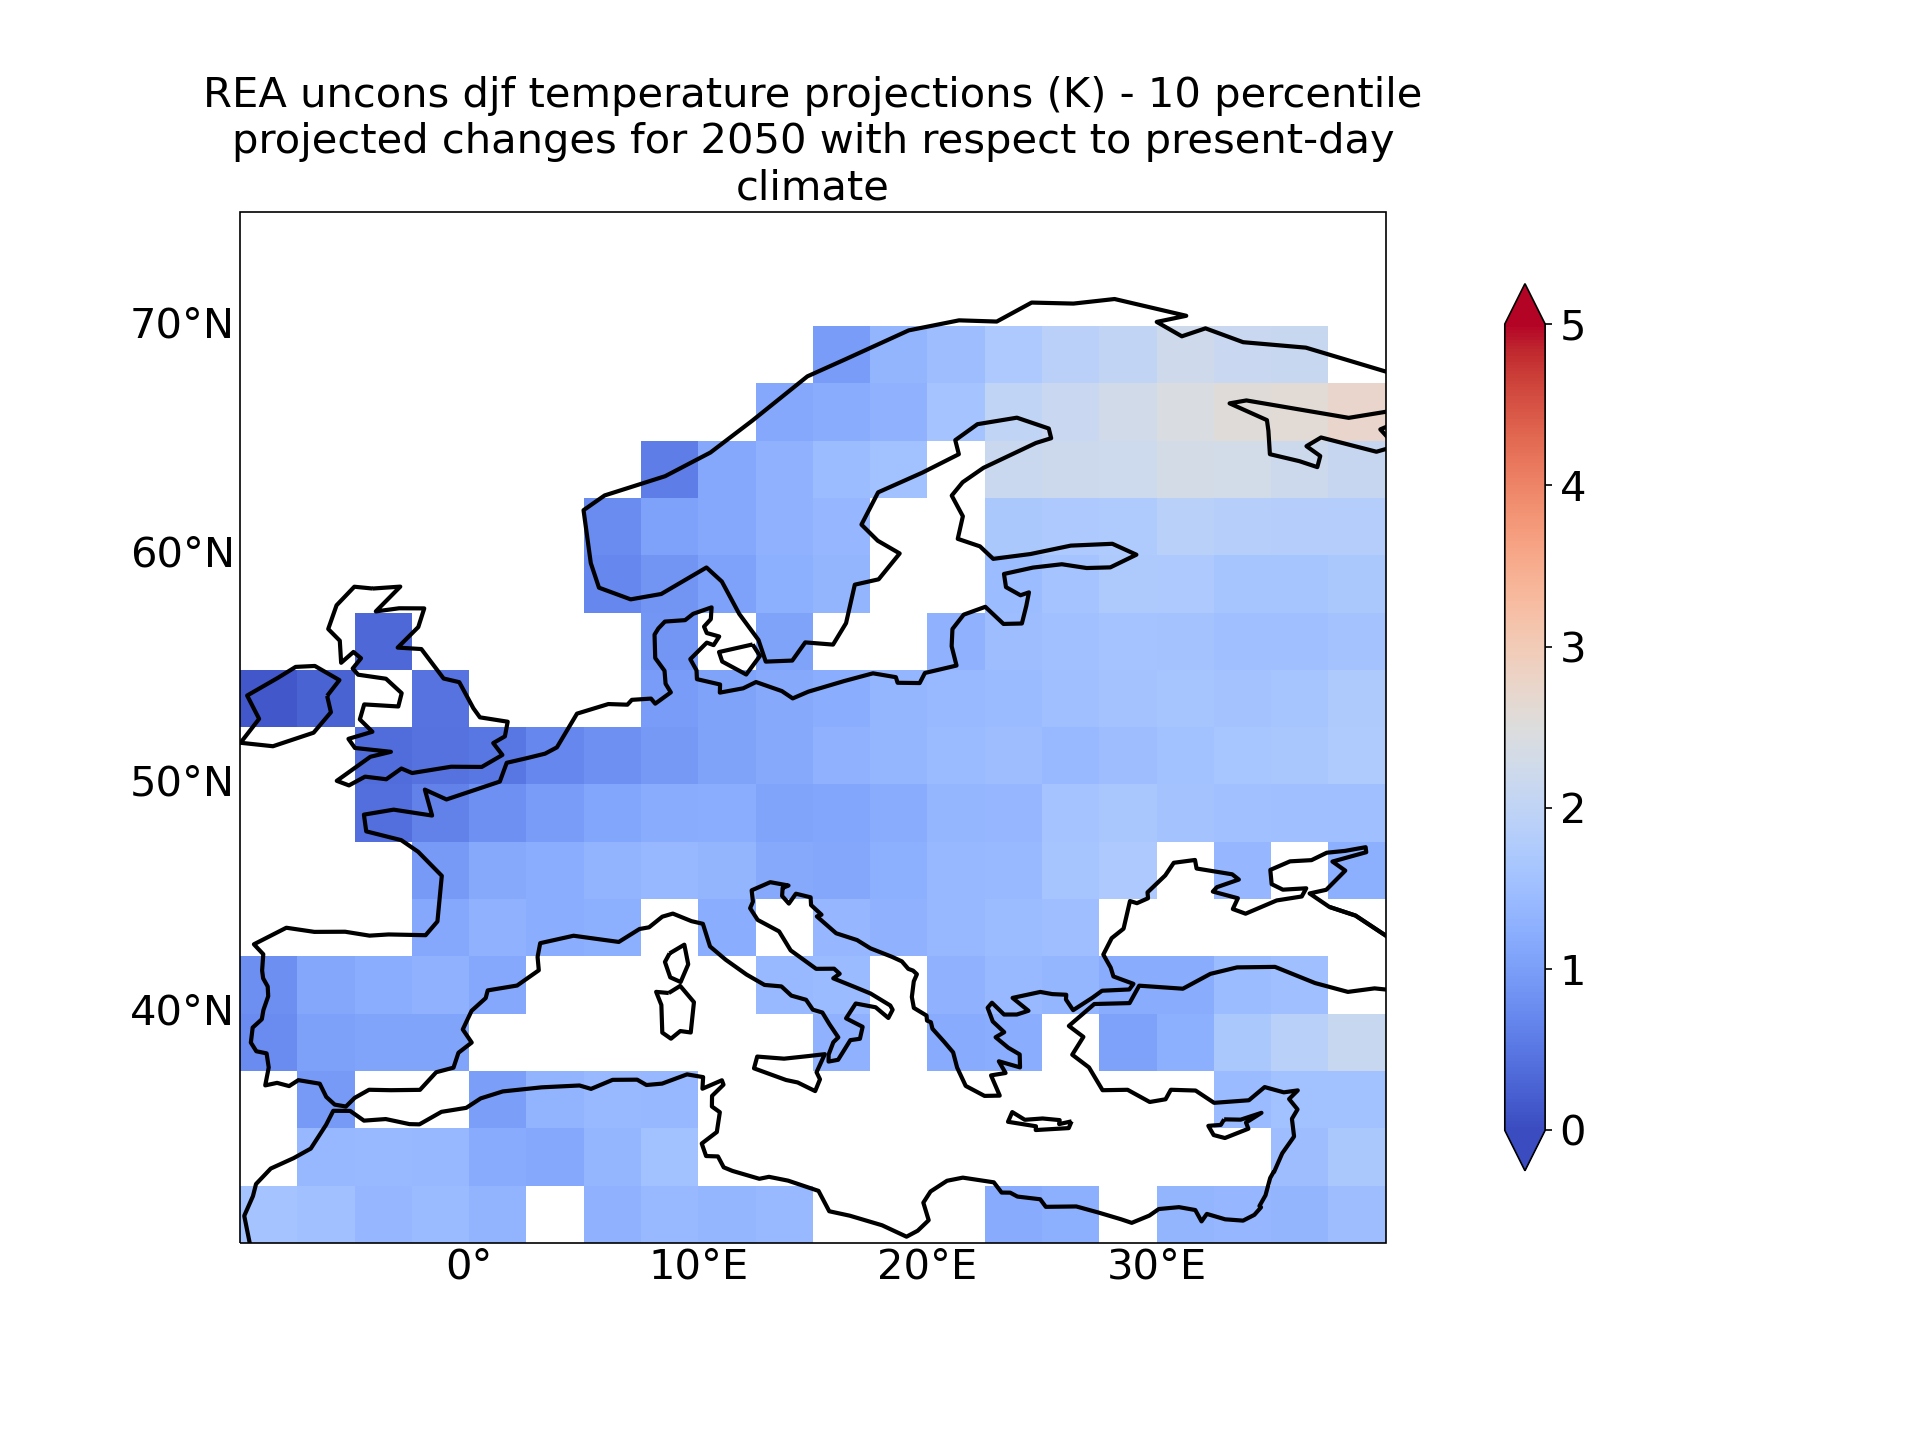 REA uncons djf temperature projections (K) - 10 percentile
projected changes for 2050 with respect to present-day
climate
70°N
60°N
50°N
40°N
0°
10°E
20°E
30°E
5
4
3
2
1
0